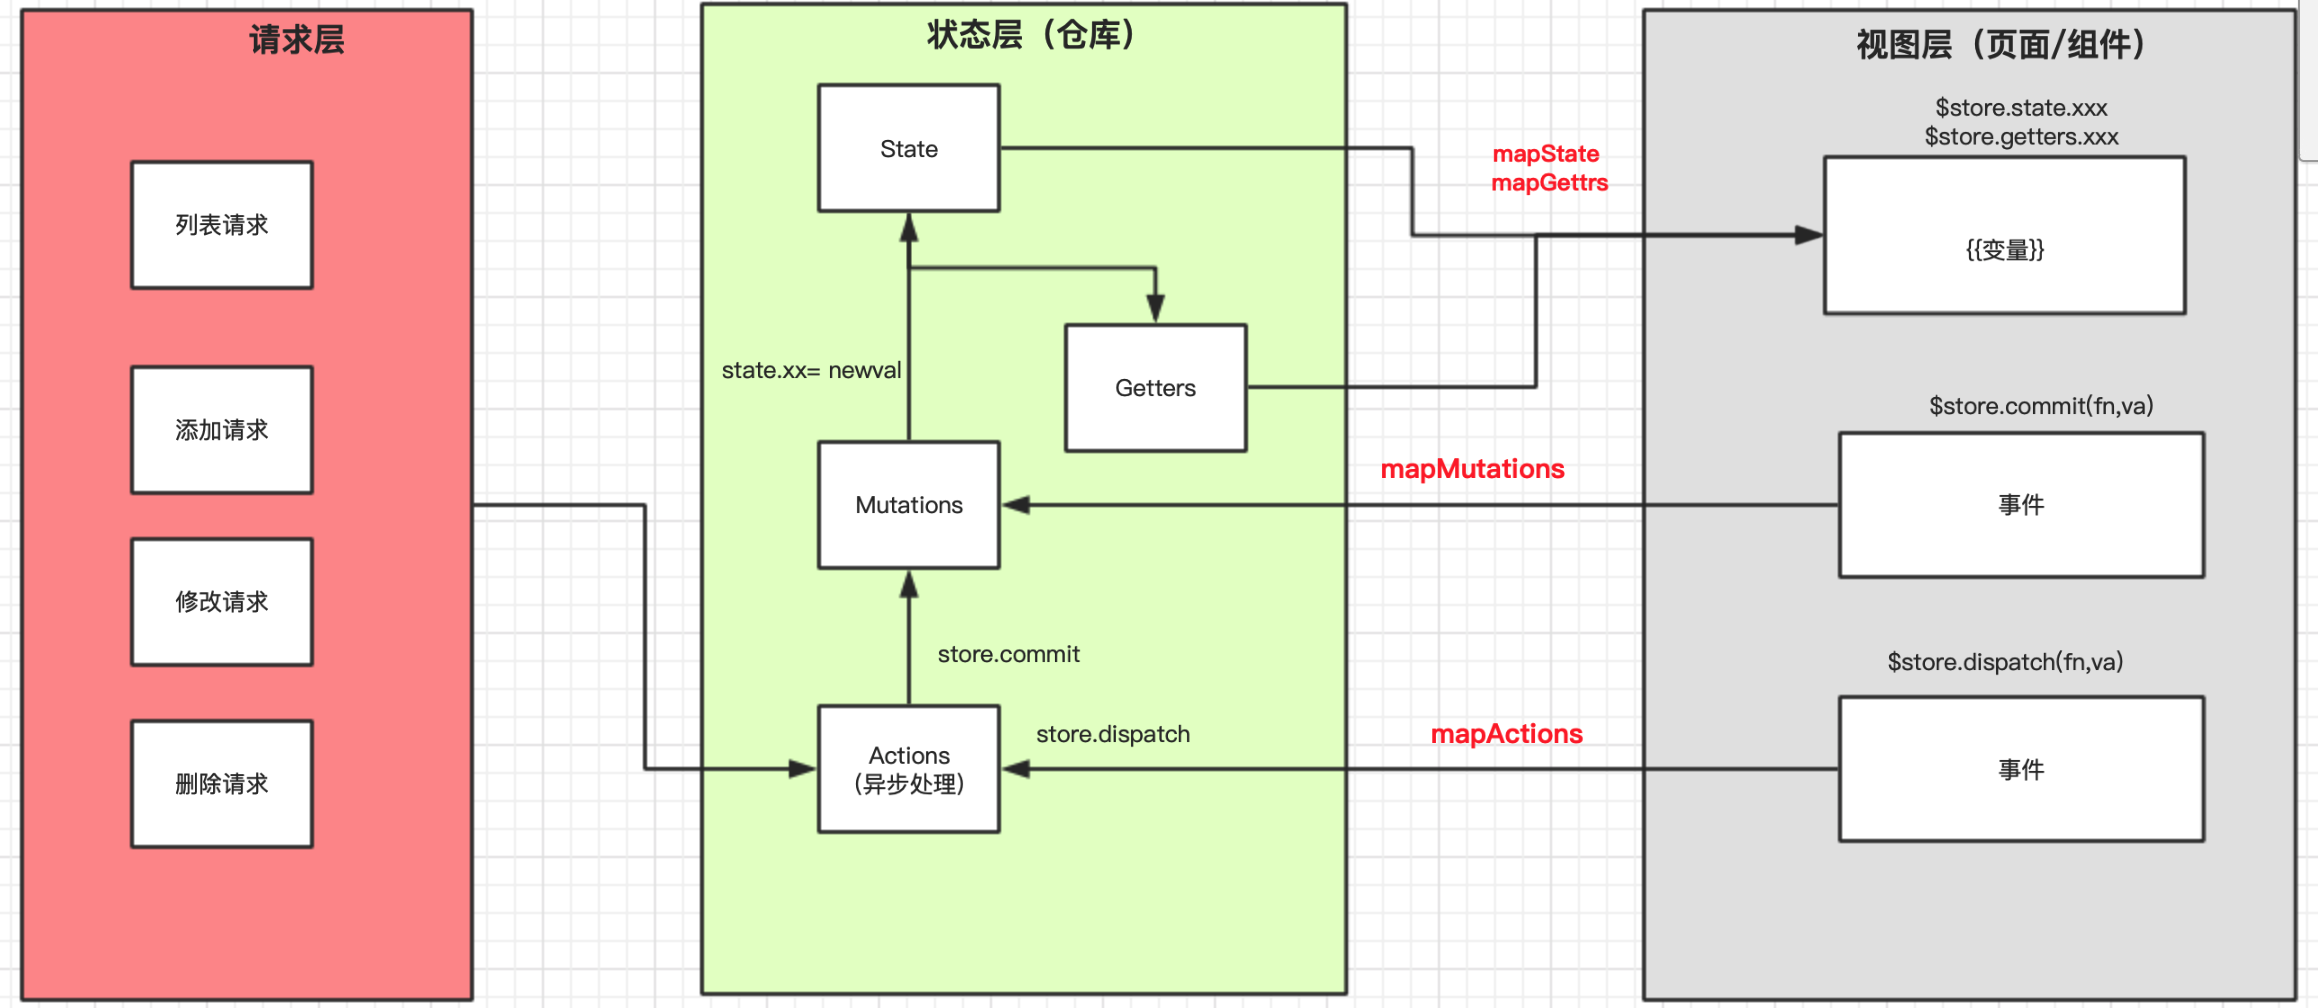 请求层
列表请求
添加请求
修改请求
删除请求
状态层（仓库）
State
state.xx= newval
Getters
Mutations
store.commit
Actions
(异步处理)
store.dispatch
mapState
mapGettrs
mapMutations
mapActions
视图层（页面/组件）
$store.state.xxx
$store.getters.xxx
{{变量}}
$store.commit(fn,va)
事件
$store.dispatch(fn,va)
事件